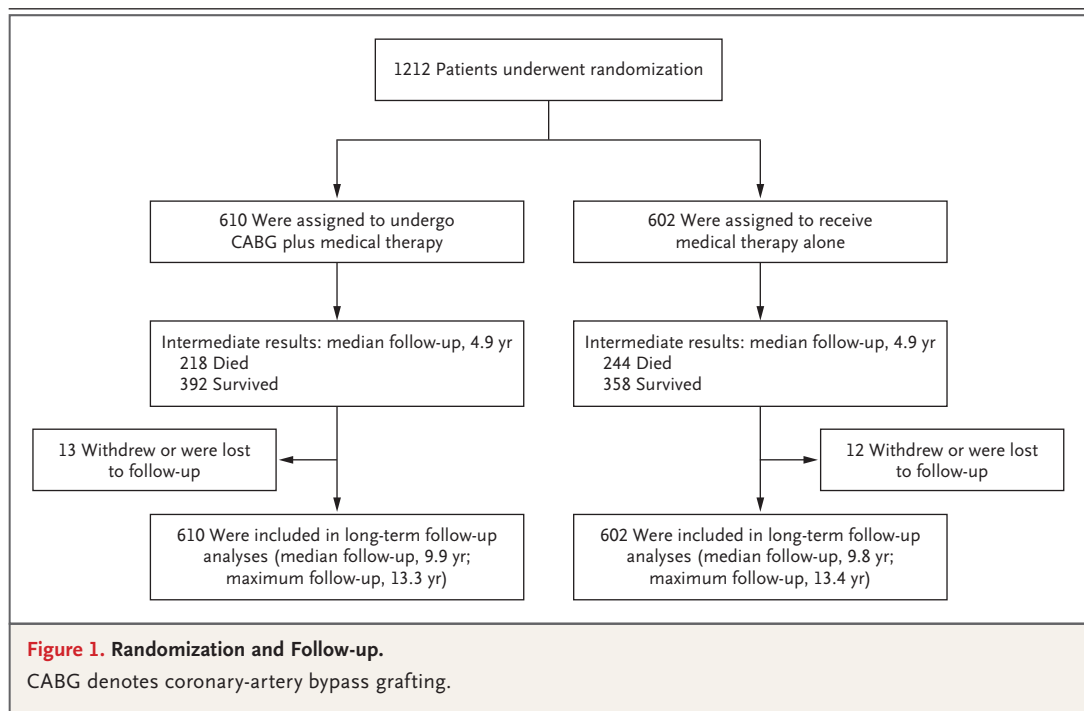 1212 Patients underwent randomization
610 Were assigned to undergo
CABG plus medical therapy
602 Were assigned to receive
medical therapy alone
Intermediate results: median follow-up, 4.9 yr
218 Died
392 Survived
Intermediate results: median follow-up, 4.9 yr
244 Died
358 Survived
13 Withdrew or were lost
to follow-up
12 Withdrew or were lost
to follow-up
610 Were included in long-term follow-up
analyses (median follow-up, 9.9 yr;
maximum follow-up, 13.3 yr)
602 Were included in long-term follow-up
analyses (median follow-up, 9.8 yr;
maximum follow-up, 13.4 yr)
Figure 1. Randomization and Follow-up.
CABG denotes coronary-artery bypass grafting.